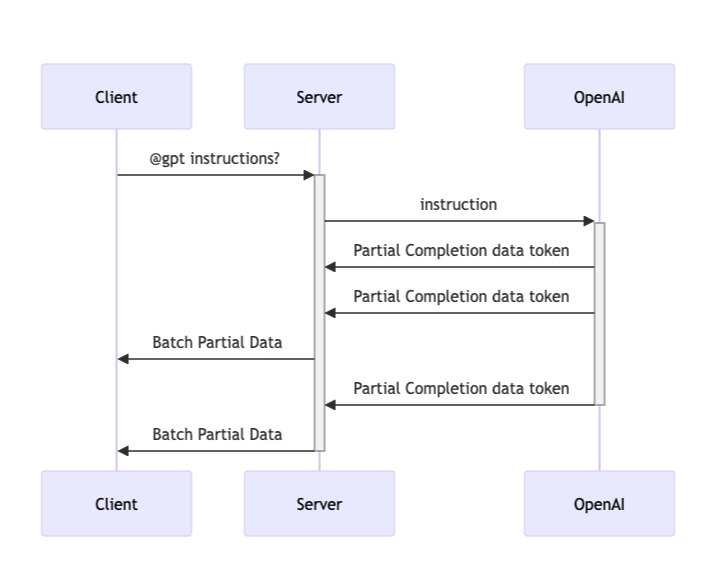 Client
Server
OpenAI
@gpt instructions?
instruction
Partial Completion data token
Partial Completion data token
Batch Partial Data
Partial Completion data token
Batch Partial Data
Client
Server
OpenAI